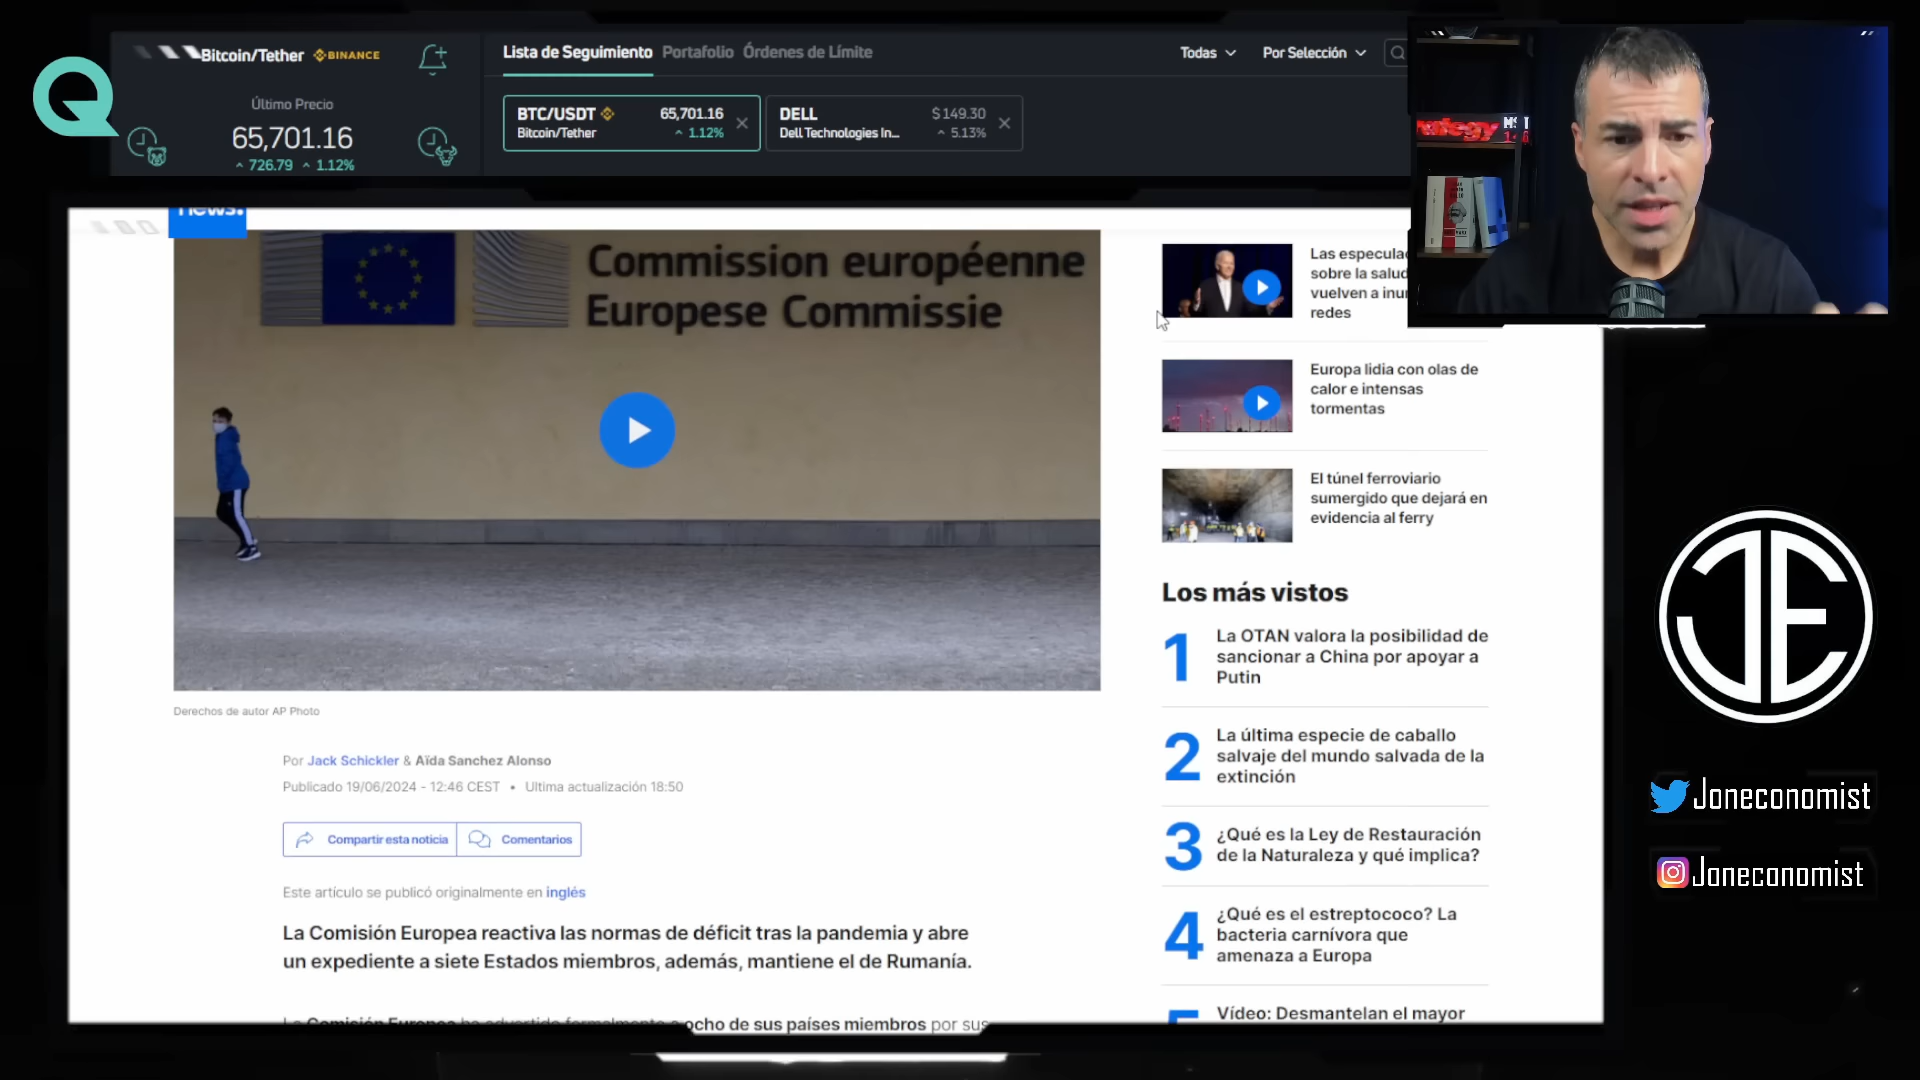 Bitcoin/Tether BINANCE
Último Precio
65,701.16
726.79 1.12%
Lista de Seguimiento Portafolio Órdenes de Límite
Todas Por Selección
BTC/USDT 65,701.16
Bitcoin/Tether 1.12%
DELL $149.30
Dell Technologies In... 5.13%
news.
Commission européenne
Europese Commissie
Derechos de autor AP Photo
Por Jack Schickler & Aïda Sanchez Alonso
Publicado 19/06/2024 - 12:46 CEST • Ultima actualización 18:50
Compartir esta noticia Comentarios
Este artículo se publicó originalmente en inglés
La Comisión Europea reactiva las normas de déficit tras la pandemia y abre
un expediente a siete Estados miembros, además, mantiene el de Rumanía.
La Comisión Europea ha advertido formalmente a ocho de sus países miembros por sus
Las especulac
sobre la salud
vuelven a inu
redes
Europa lidia con olas de
calor e intensas
tormentas
El túnel ferroviario
sumergido que dejará en
evidencia al ferry
Los más vistos
1 La OTAN valora la posibilidad de
sancionar a China por apoyar a
Putin
2 La última especie de caballo
salvaje del mundo salvada de la
extinción
3 ¿Qué es la Ley de Restauración
de la Naturaleza y qué implica?
4 ¿Qué es el estreptococo? La
bacteria carnívora que
amenaza a Europa
5 Vídeo: Desmantelan el mayor
JE
Joneconomist
Joneconomist